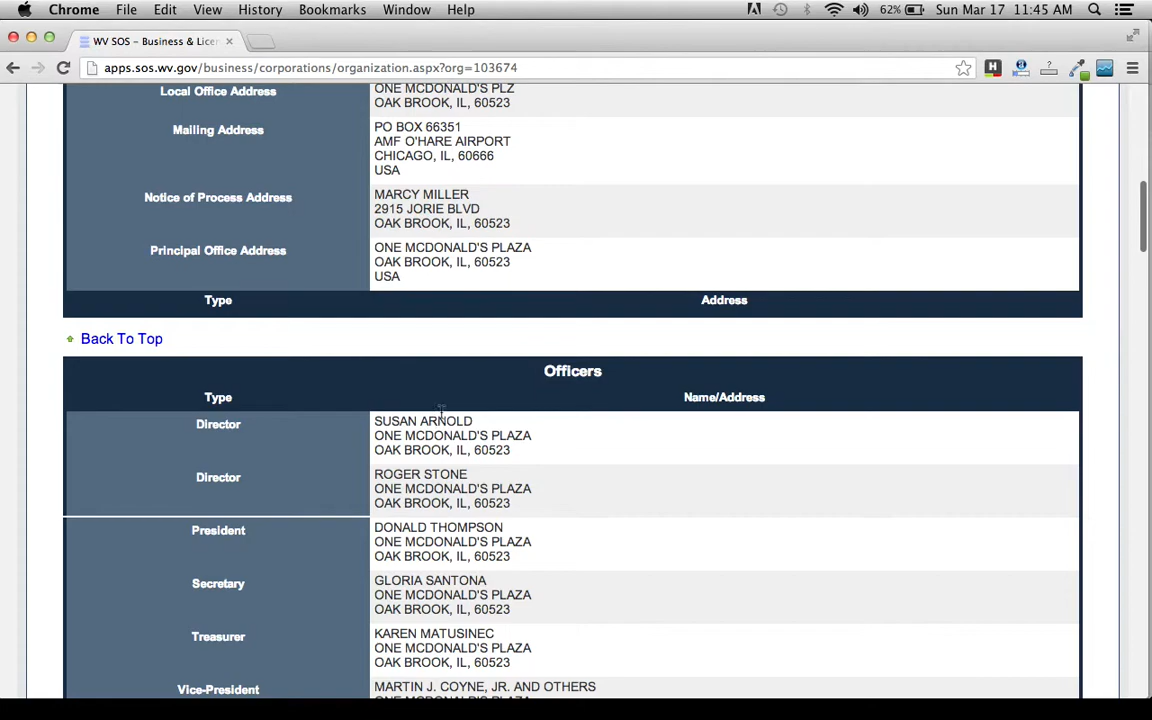 Chrome File Edit View History Bookmarks Window Help 62% Sun Mar 17 11:45 AM
WV SOS – Business & Licen
apps.sos.wv.gov/business/corporations/organization.aspx?org=103674
Local Office Address
ONE MCDONALD'S PLZ
OAK BROOK, IL, 60523
Mailing Address
PO BOX 66351
AMF O'HARE AIRPORT
CHICAGO, IL, 60666
USA
Notice of Process Address
MARCY MILLER
2915 JORIE BLVD
OAK BROOK, IL, 60523
Principal Office Address
ONE MCDONALD'S PLAZA
OAK BROOK, IL, 60523
USA
Type Address
Back To Top
Officers
Type Name/Address
Director
SUSAN ARNOLD
ONE MCDONALD'S PLAZA
OAK BROOK, IL, 60523
Director
ROGER STONE
ONE MCDONALD'S PLAZA
OAK BROOK, IL, 60523
President
DONALD THOMPSON
ONE MCDONALD'S PLAZA
OAK BROOK, IL, 60523
Secretary
GLORIA SANTONA
ONE MCDONALD'S PLAZA
OAK BROOK, IL, 60523
Treasurer
KAREN MATUSINEC
ONE MCDONALD'S PLAZA
OAK BROOK, IL, 60523
Vice-President
MARTIN J. COYNE, JR. AND OTHERS
ONE MCDONALD'S PLAZA